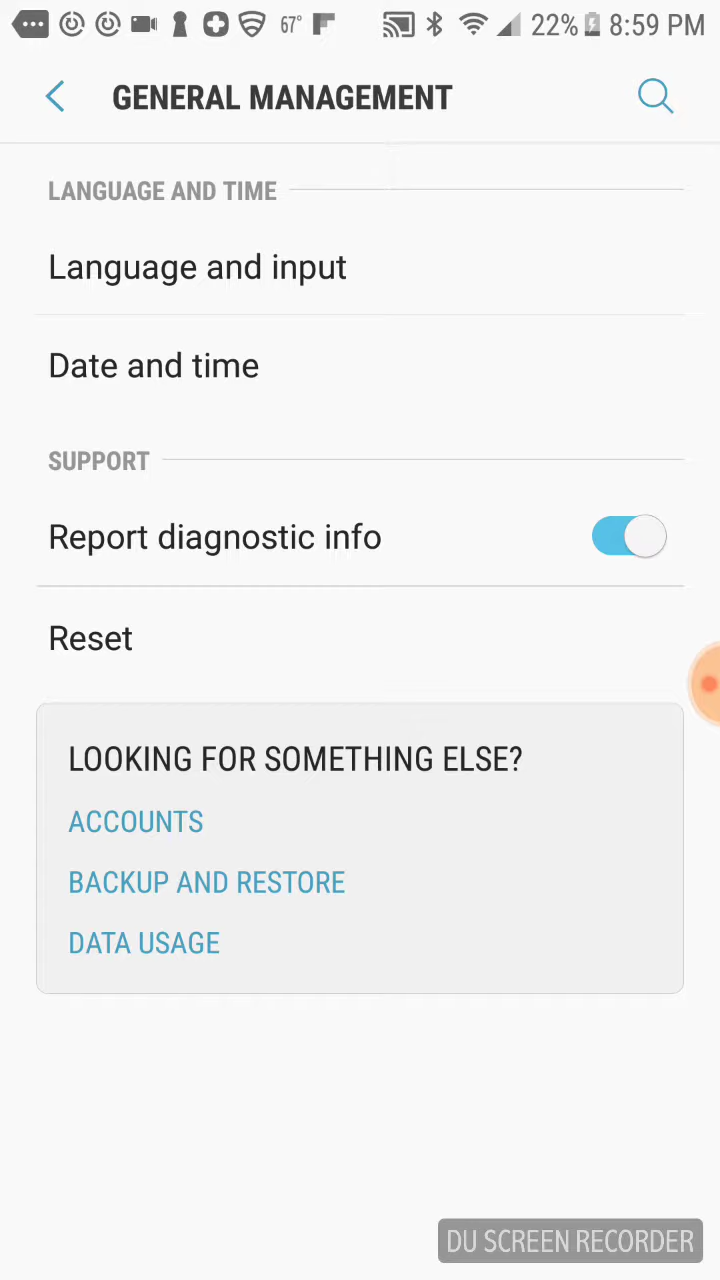 67° 22% 8:59 PM
GENERAL MANAGEMENT
LANGUAGE AND TIME
Language and input
Date and time
SUPPORT
Report diagnostic info
Reset
LOOKING FOR SOMETHING ELSE?
ACCOUNTS
BACKUP AND RESTORE
DATA USAGE
DU SCREEN RECORDER